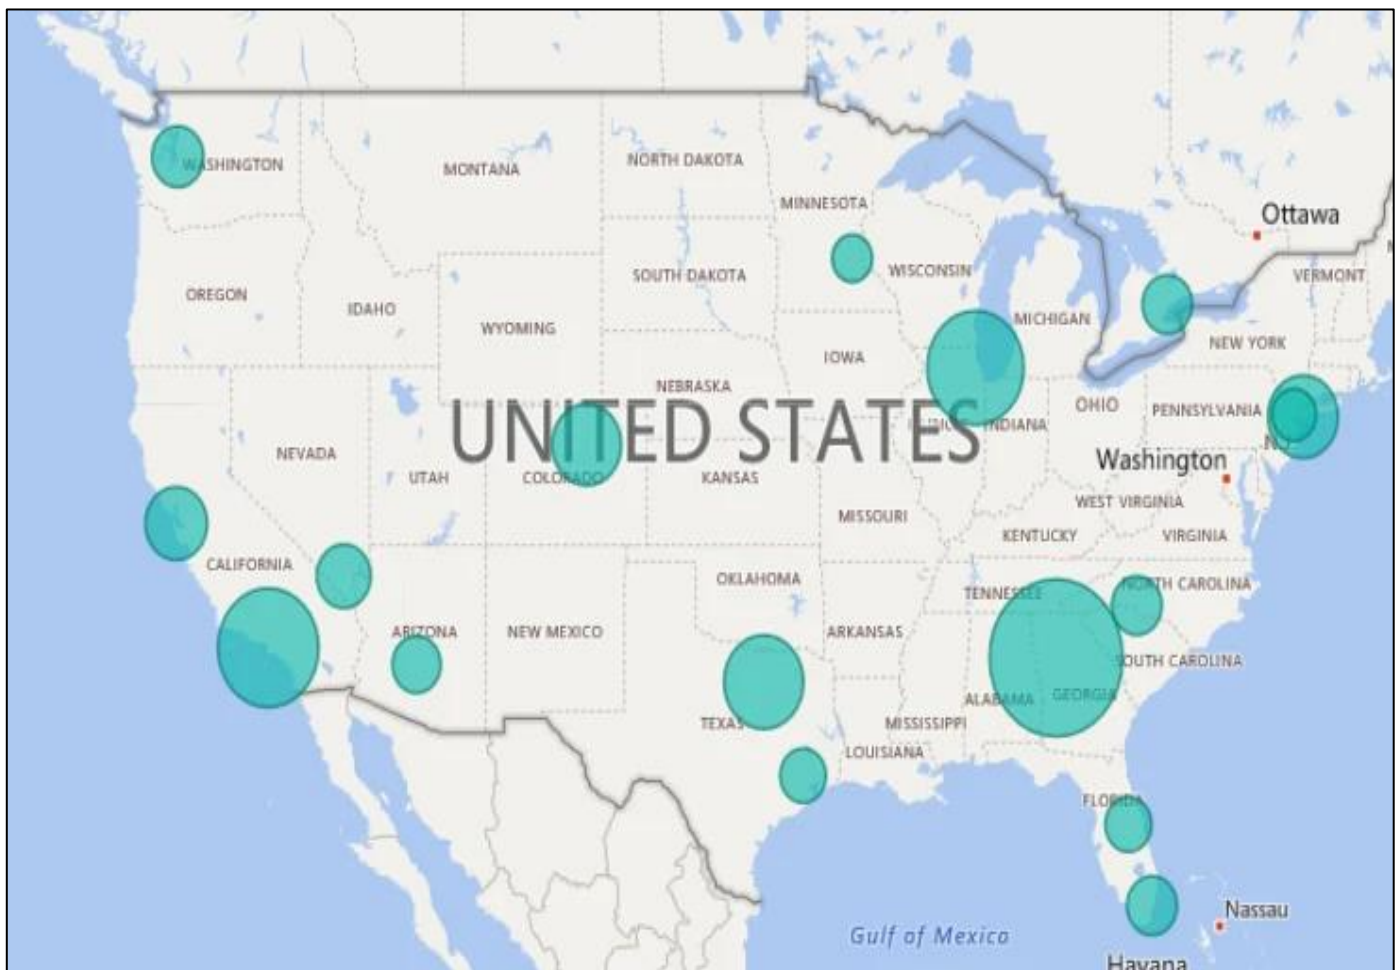 WASHINGTON
MONTANA
NORTH DAKOTA
MINNESOTA
Ottawa
SOUTH DAKOTA
WISCONSIN
VERMONT
OREGON
IDAHO
WYOMING
MICHIGAN
NEW YORK
IOWA
NEBRASKA
OHIO
PENNSYLVANIA
UNITED STATES
ILLINOIS
INDIANA
NJ
NEVADA
UTAH
COLORADO
KANSAS
Washington
WEST VIRGINIA
MISSOURI
KENTUCKY
VIRGINIA
CALIFORNIA
OKLAHOMA
TENNESSEE
NORTH CAROLINA
ARIZONA
NEW MEXICO
ARKANSAS
SOUTH CAROLINA
ALABAMA
GEORGIA
TEXAS
MISSISSIPPI
LOUISIANA
FLORIDA
Nassau
Gulf of Mexico
Havana